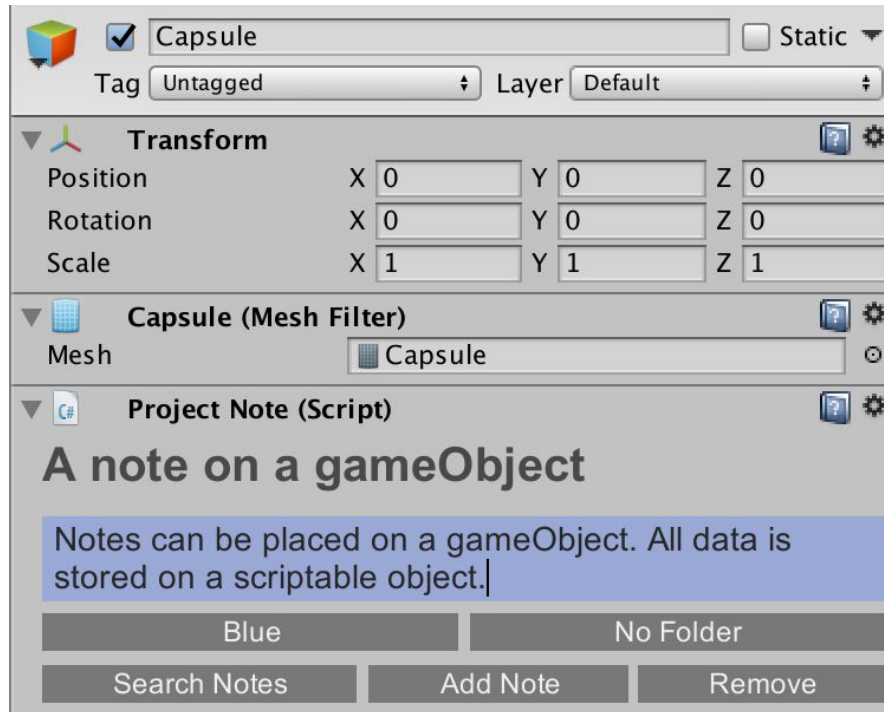 Capsule Static
Tag Untagged Layer Default
Transform
Position X 0 Y 0 Z 0
Rotation X 0 Y 0 Z 0
Scale X 1 Y 1 Z 1
Capsule (Mesh Filter)
Mesh Capsule
C# Project Note (Script)
A note on a gameObject
Notes can be placed on a gameObject. All data is
stored on a scriptable object.
Blue No Folder
Search Notes Add Note Remove